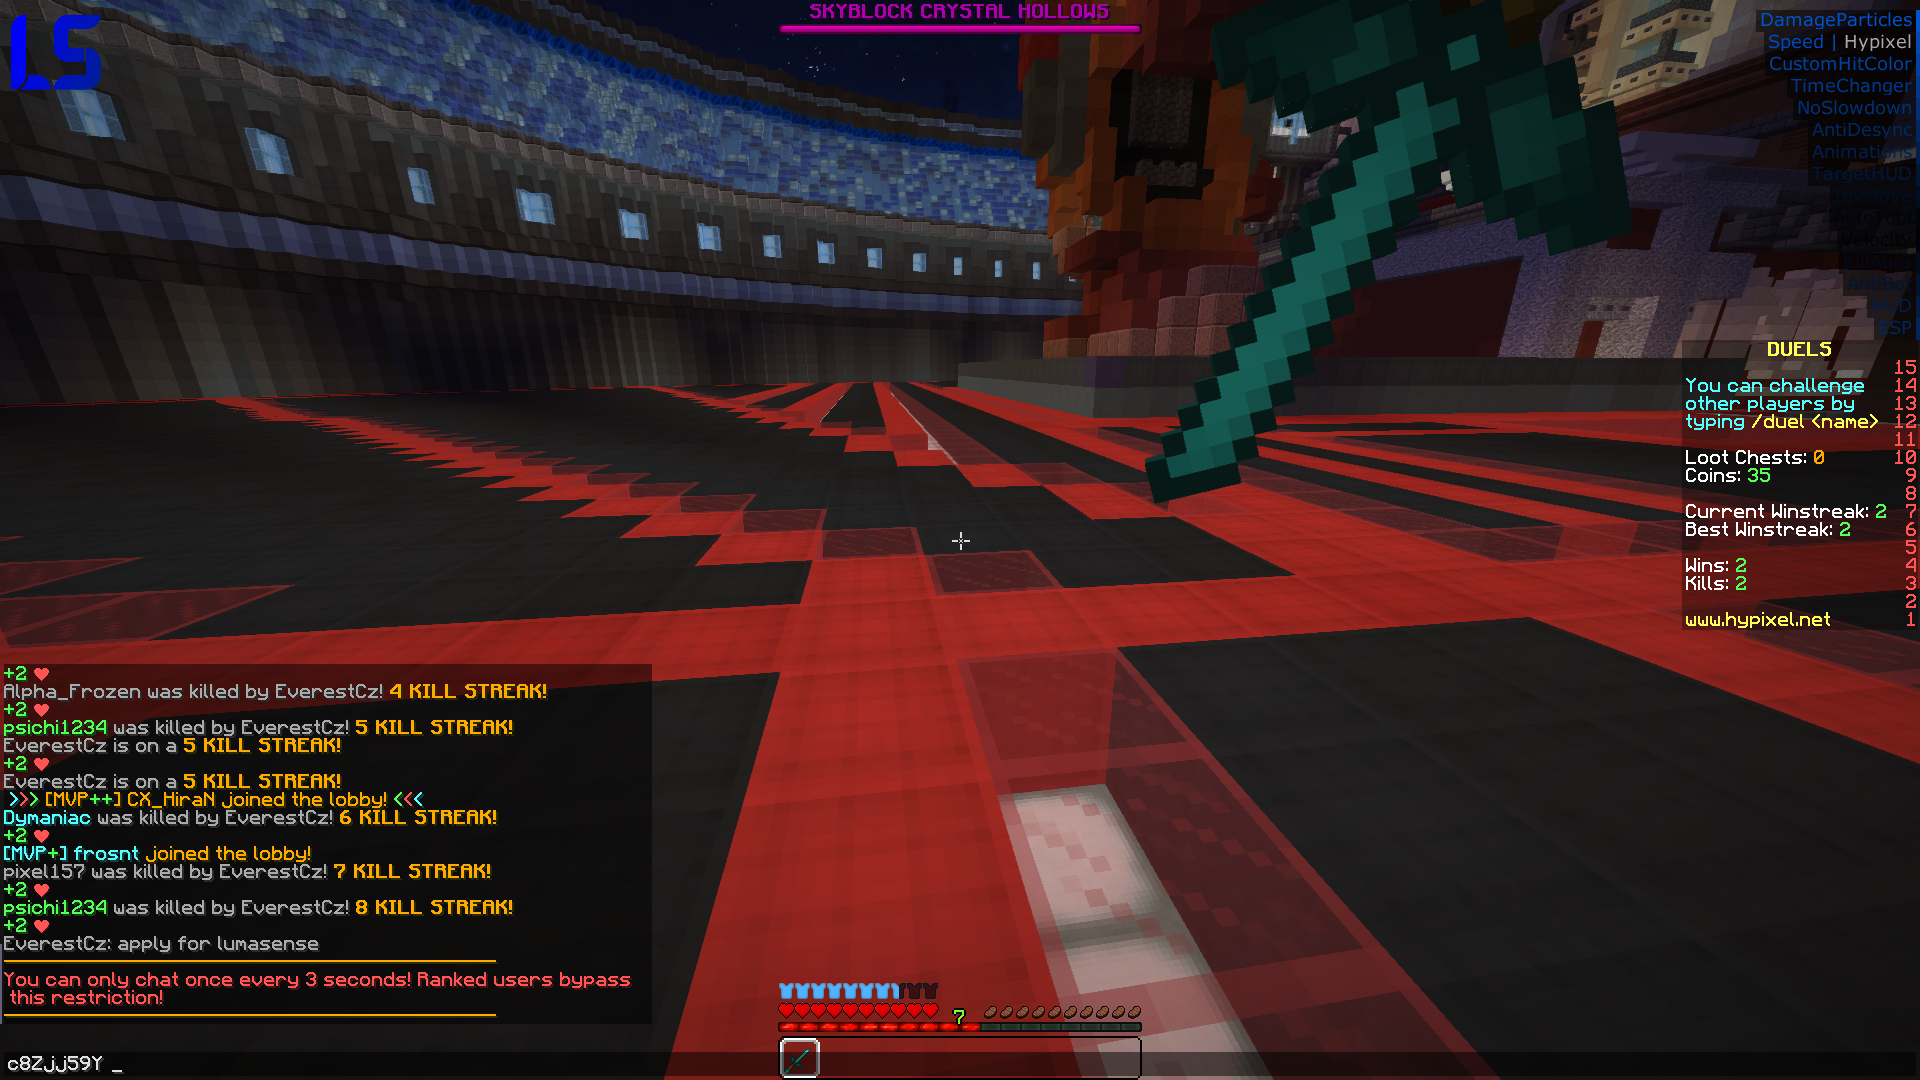 SKYBLOCK CRYSTAL HOLLOWS
LS
DamageParticles
Speed | Hypixel
CustomHitColor
TimeChanger
NoSlowdown
AntiDesync
Animations
TargetHUD
Velocity
AntiBot
HUD
ESP
DUELS
15
You can challenge 14
other players by 13
typing /duel <name> 12
11
Loot Chests: 0 10
Coins: 35 9
8
Current Winstreak: 2 7
Best Winstreak: 2 6
5
Wins: 2 4
Kills: 2 3
2
www.hypixel.net 1
+2 ❤
Alpha_Frozen was killed by EverestCz! 4 KILL STREAK!
+2 ❤
psichi1234 was killed by EverestCz! 5 KILL STREAK!
EverestCz is on a 5 KILL STREAK!
+2 ❤
EverestCz is on a 5 KILL STREAK!
>>> [MVP++] CX_HiraN joined the lobby! <<<
Dymaniac was killed by EverestCz! 6 KILL STREAK!
+2 ❤
[MVP+] frosnt joined the lobby!
pixel157 was killed by EverestCz! 7 KILL STREAK!
+2 ❤
psichi1234 was killed by EverestCz! 8 KILL STREAK!
+2 ❤
EverestCz: apply for lumasense
You can only chat once every 3 seconds! Ranked users bypass
this restriction!
7
c8Zjj59Y _